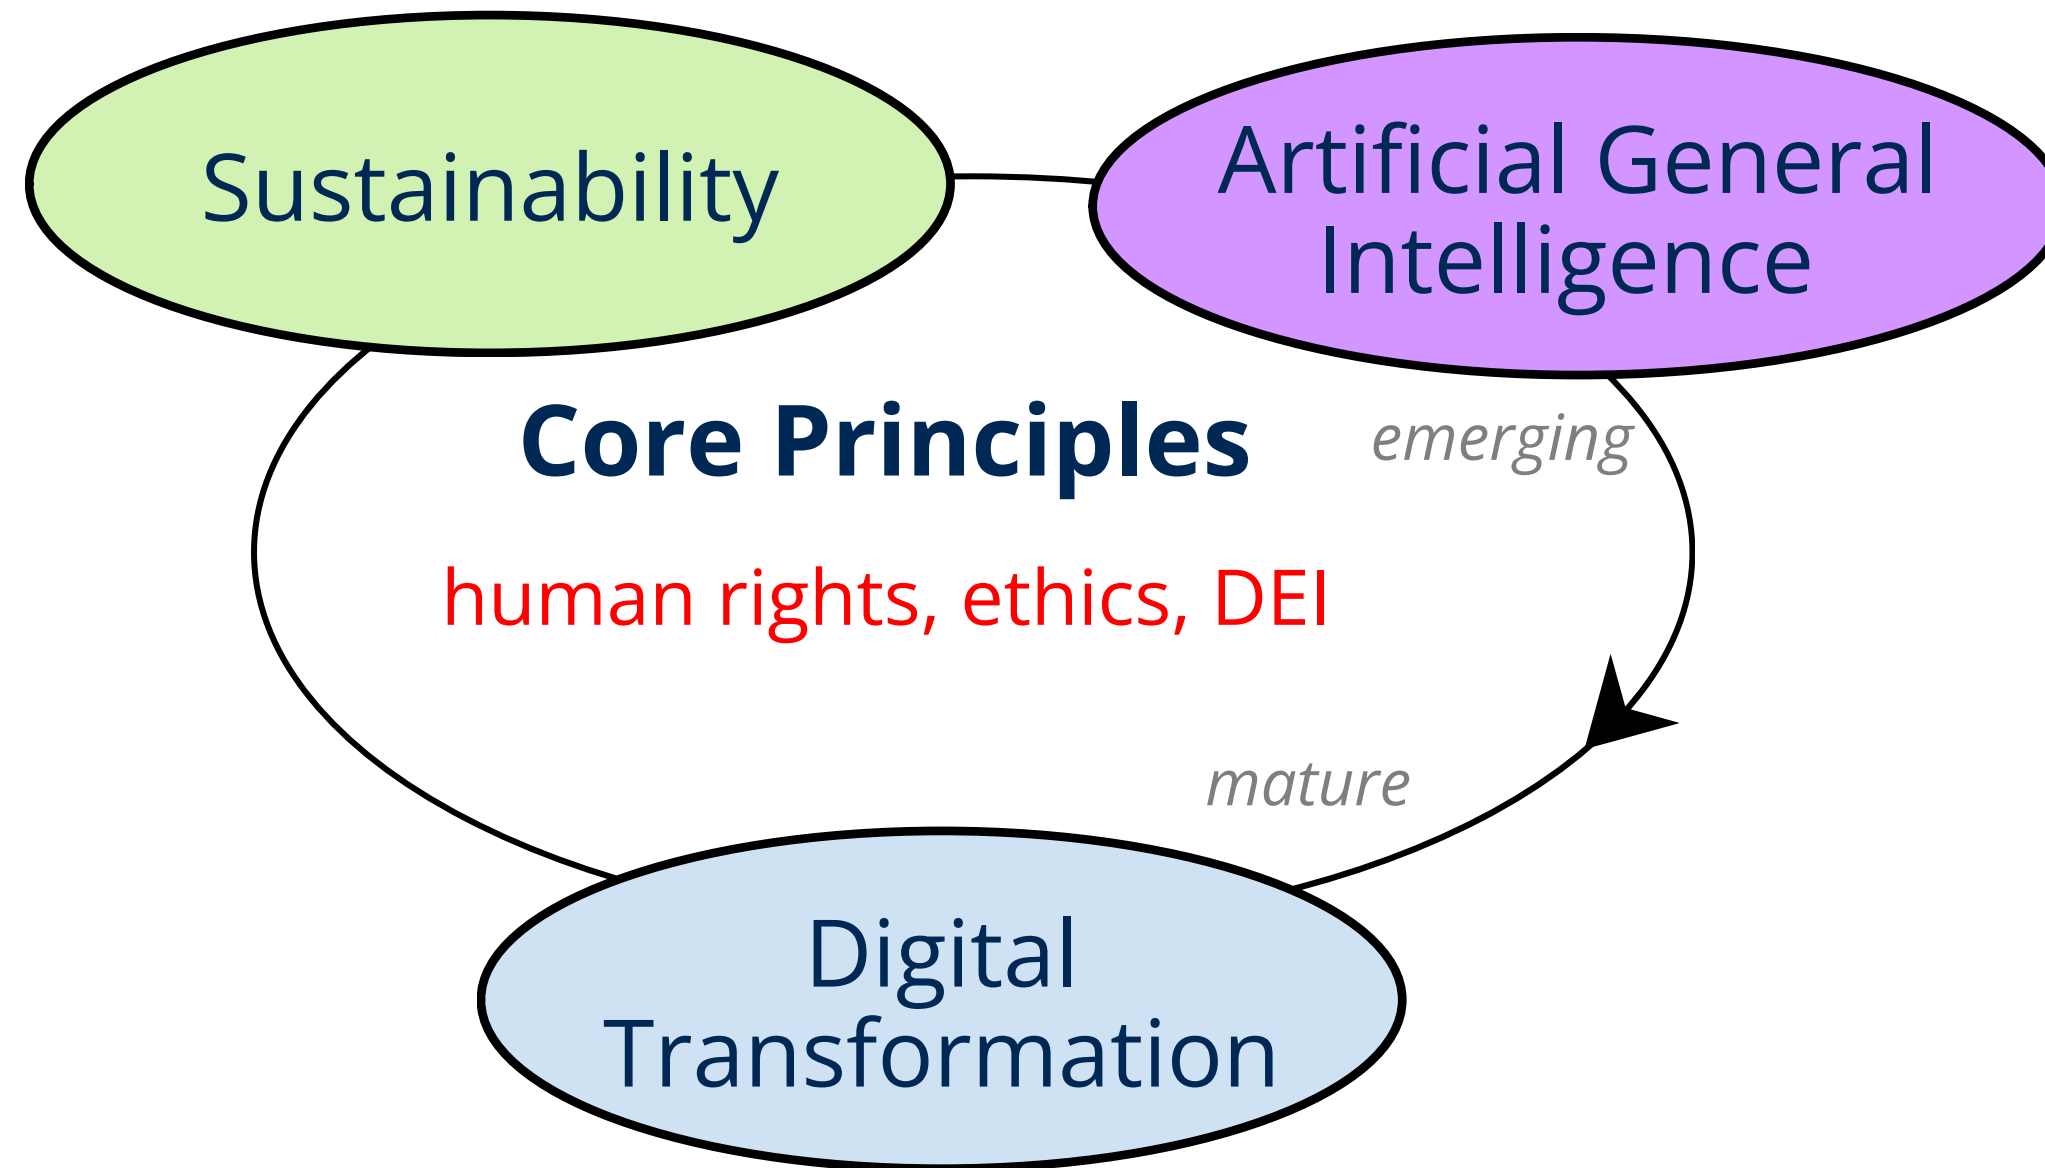 Sustainability
Artificial General
Intelligence
Core Principles
emerging
human rights, ethics, DEI
mature
Digital
Transformation